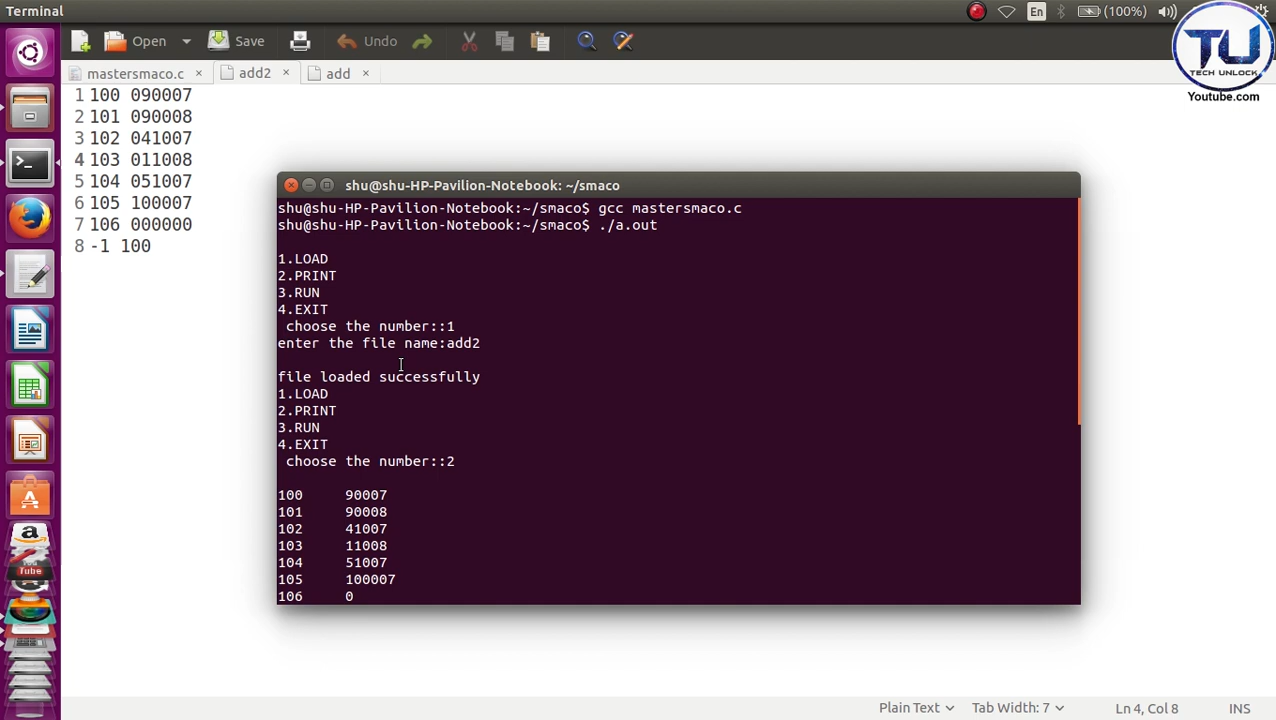 Terminal
En
(100%)
TU
TECH UNLOCK
Youtube.com
Open
Save
Undo
mastersmaco.c ×
add2 ×
add ×
1 100 090007
2 101 090008
3 102 041007
4 103 011008
5 104 051007
6 105 100007
7 106 000000
8 -1 100
shu@shu-HP-Pavilion-Notebook: ~/smaco
shu@shu-HP-Pavilion-Notebook:~/smaco$ gcc mastersmaco.c
shu@shu-HP-Pavilion-Notebook:~/smaco$ ./a.out
1.LOAD
2.PRINT
3.RUN
4.EXIT
choose the number::1
enter the file name:add2
file loaded successfully
1.LOAD
2.PRINT
3.RUN
4.EXIT
choose the number::2
100 90007
101 90008
102 41007
103 11008
104 51007
105 100007
106 0
You
Tube
Plain Text
Tab Width: 7
Ln 4, Col 8
INS